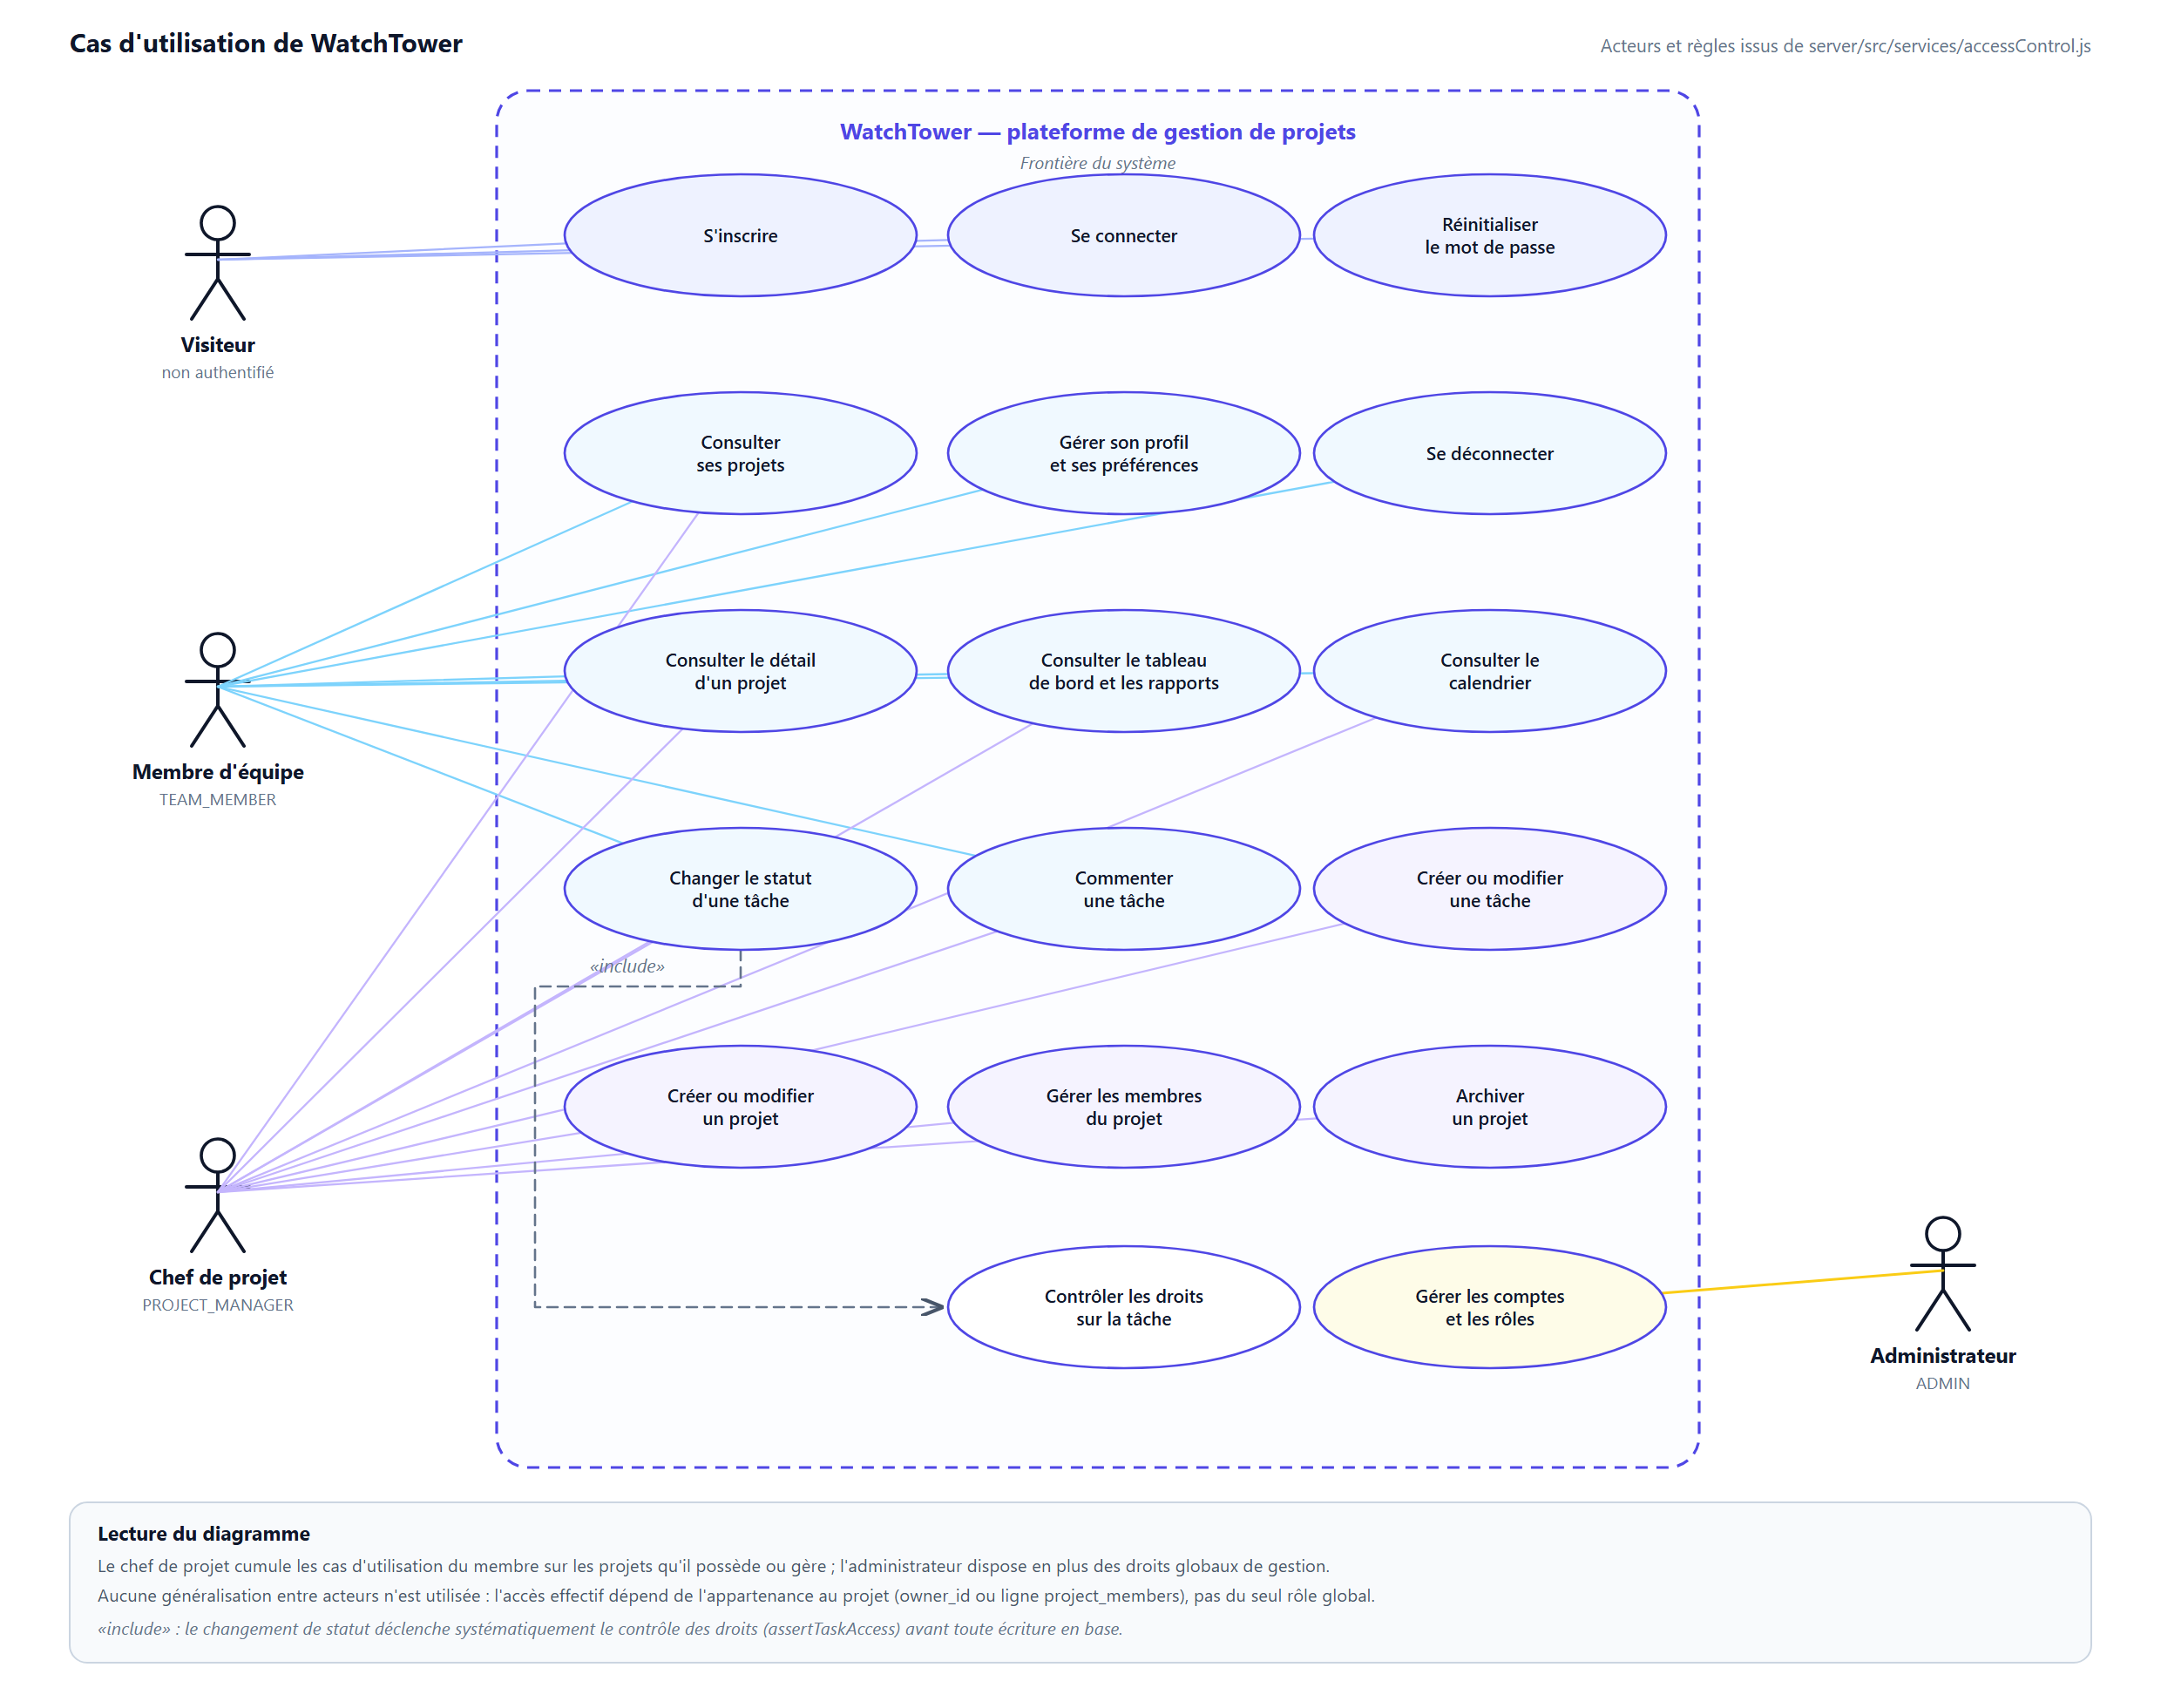 Cas d'utilisation de WatchTower
Acteurs et règles issus de server/src/services/accessControl.js
WatchTower — plateforme de gestion de projets
Frontière du système
S'inscrire
Se connecter
Réinitialiser
le mot de passe
Visiteur
non authentifié
Consulter
ses projets
Gérer son profil
et ses préférences
Se déconnecter
Consulter le détail
d'un projet
Consulter le tableau
de bord et les rapports
Consulter le
calendrier
Membre d'équipe
TEAM_MEMBER
Changer le statut
d'une tâche
Commenter
une tâche
Créer ou modifier
une tâche
«include»
Créer ou modifier
un projet
Gérer les membres
du projet
Archiver
un projet
Chef de projet
PROJECT_MANAGER
Contrôler les droits
sur la tâche
Gérer les comptes
et les rôles
Administrateur
ADMIN
Lecture du diagramme
Le chef de projet cumule les cas d'utilisation du membre sur les projets qu'il possède ou gère ; l'administrateur dispose en plus des droits globaux de gestion.
Aucune généralisation entre acteurs n'est utilisée : l'accès effectif dépend de l'appartenance au projet (owner_id ou ligne project_members), pas du seul rôle global.
«include» : le changement de statut déclenche systématiquement le contrôle des droits (assertTaskAccess) avant toute écriture en base.